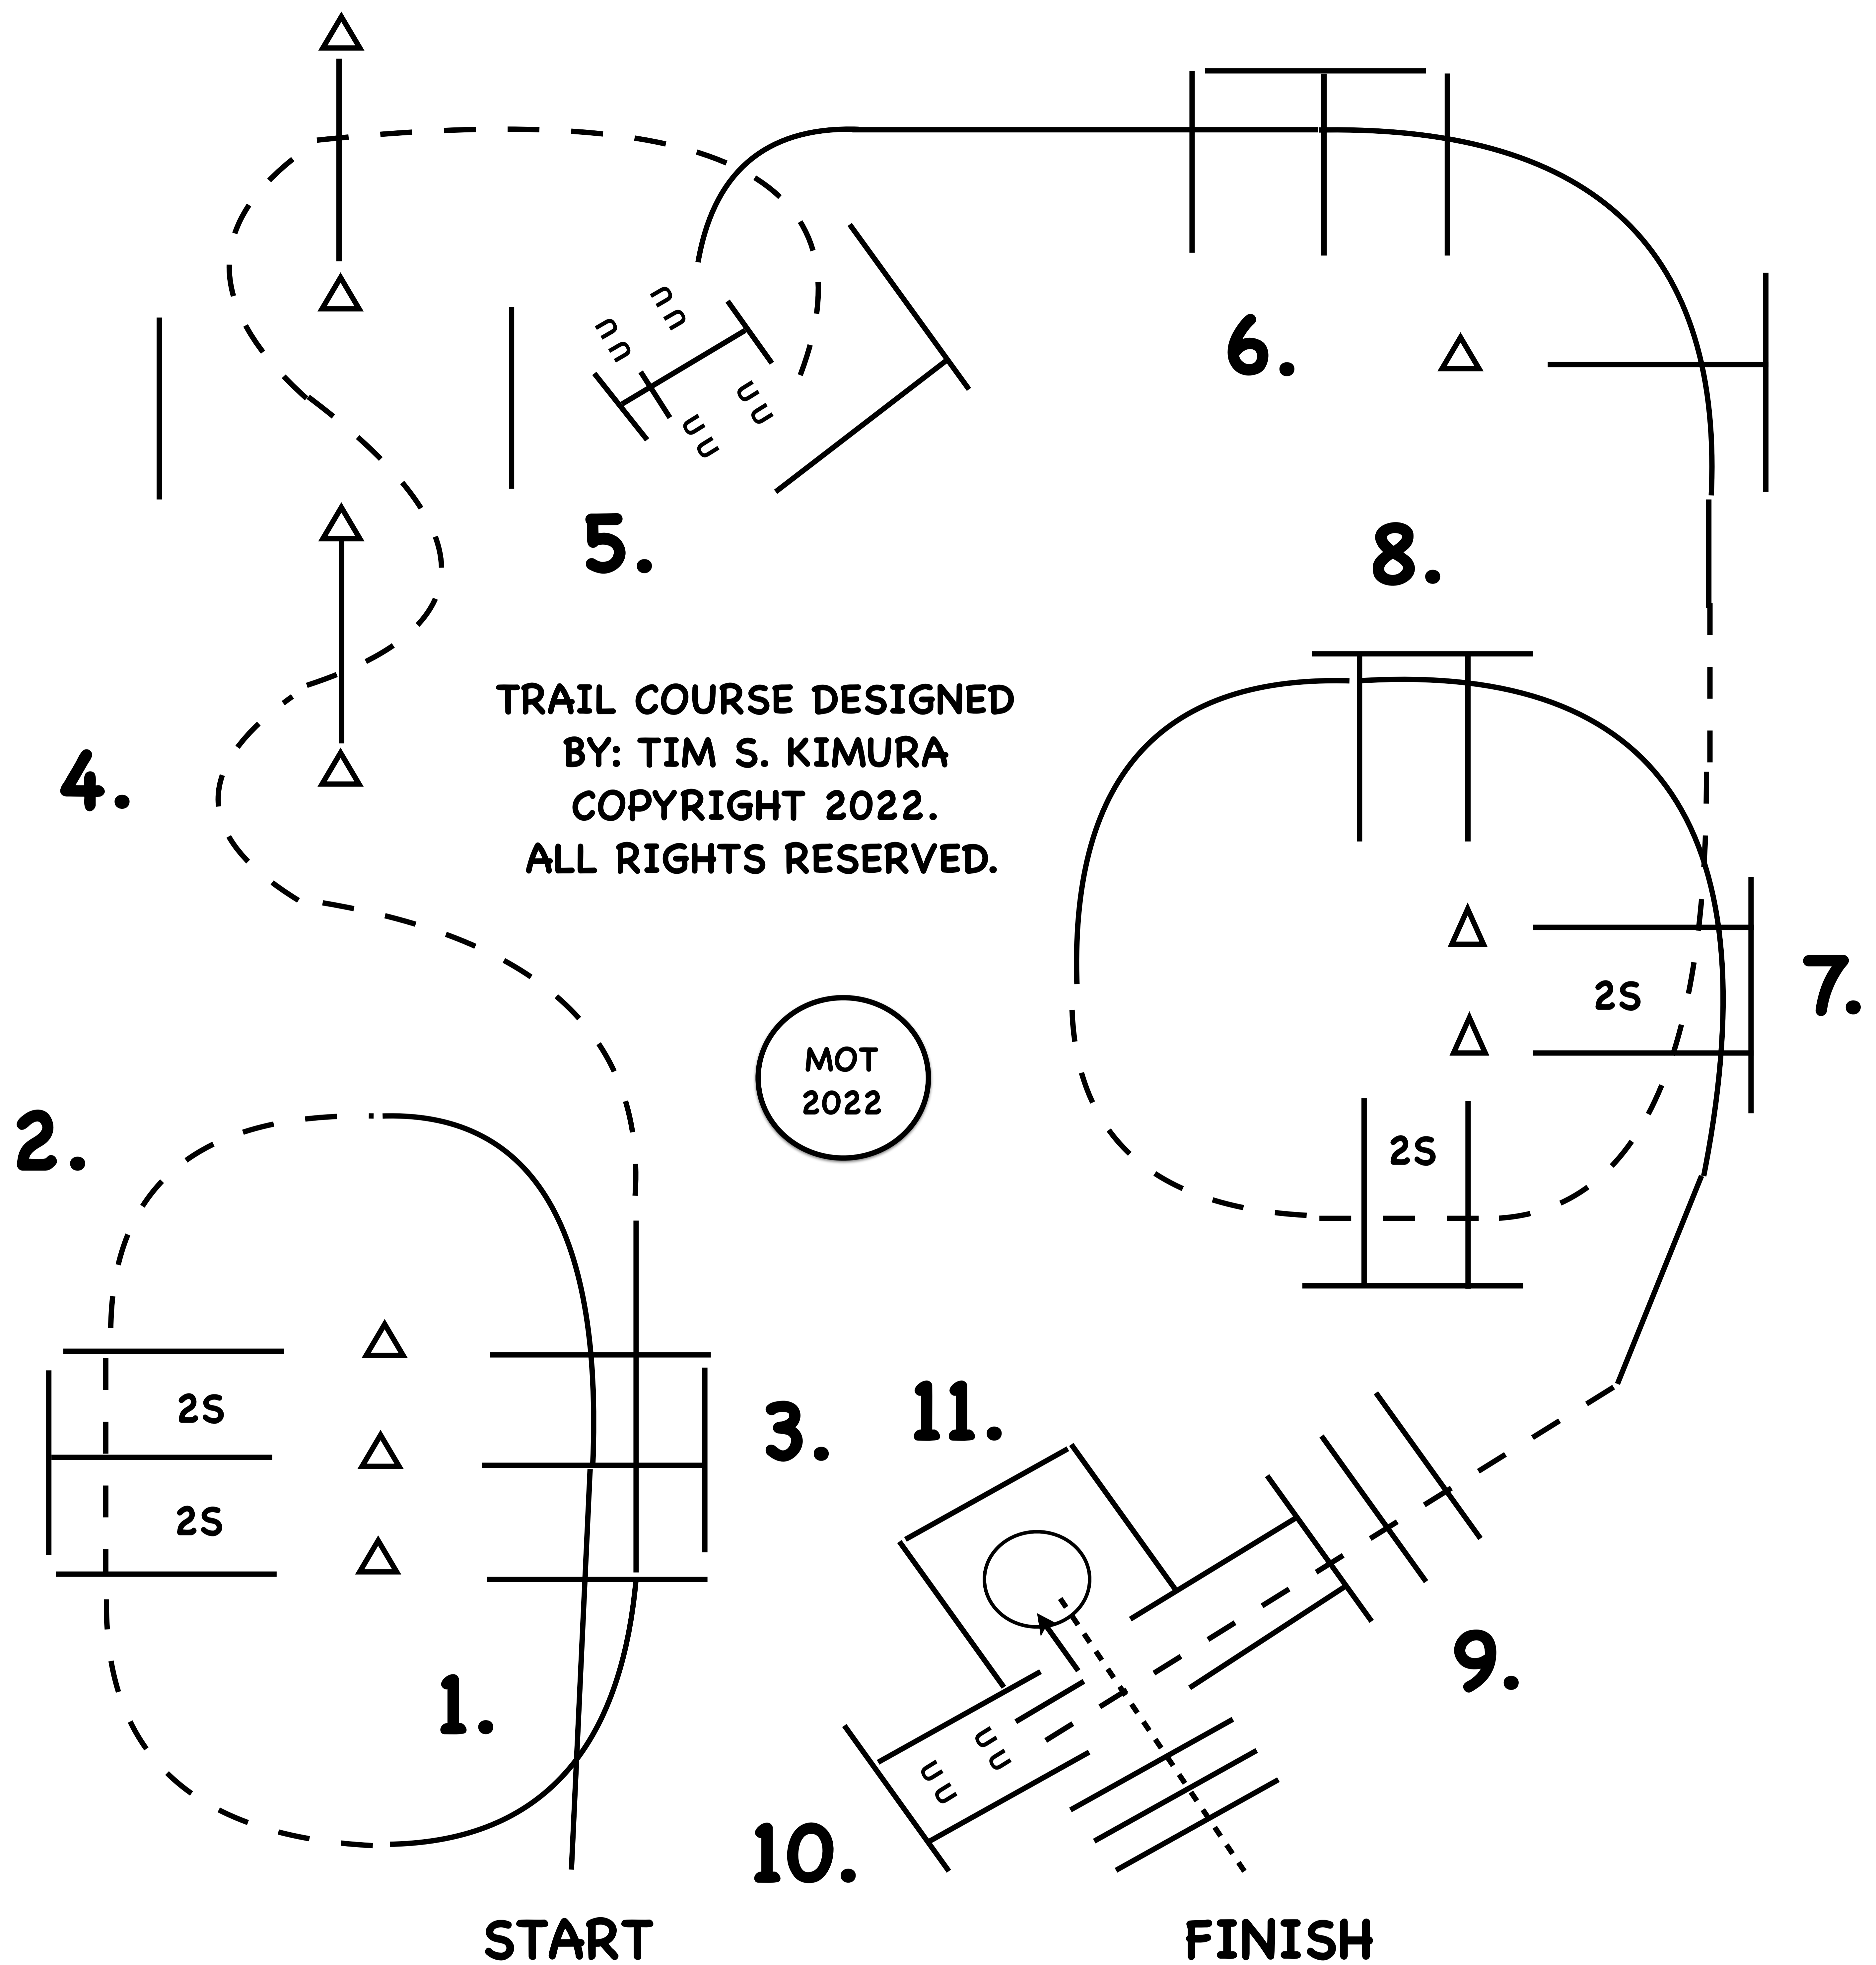 6.
5.
8.
TRAIL COURSE DESIGNED
BY: TIM S. KIMURA
COPYRIGHT 2022.
ALL RIGHTS RESERVED.
4.
7.
2S
MOT
2022
2.
2S
2S
2S
3.
11.
1.
9.
10.
START
FINISH